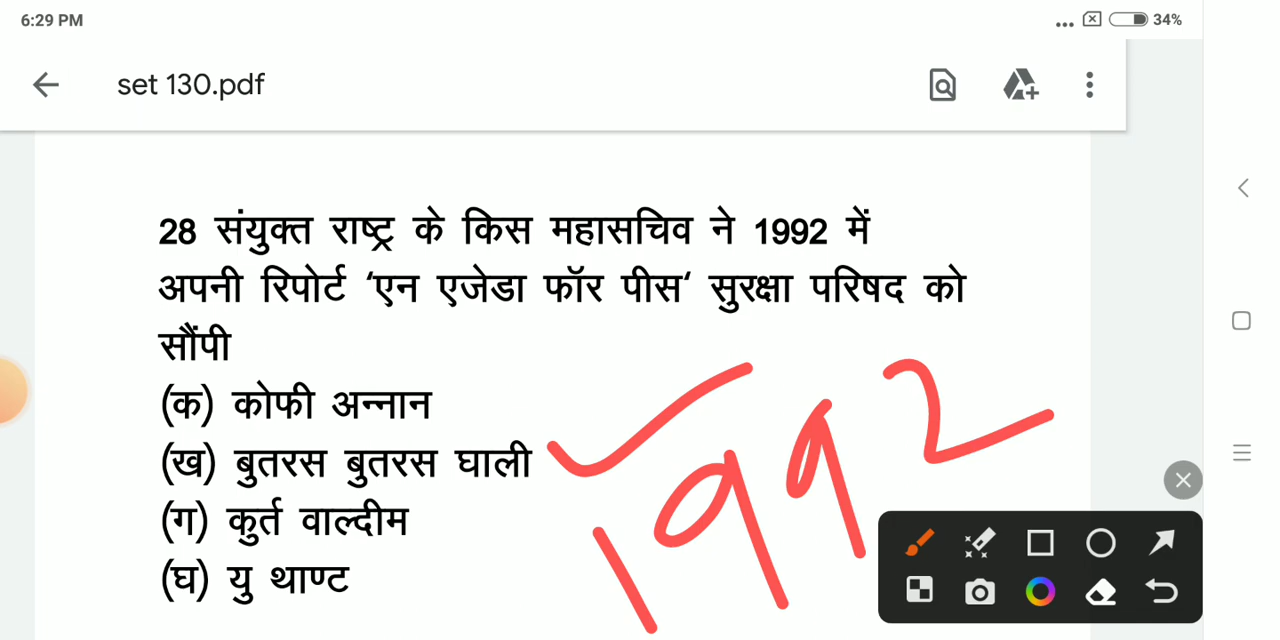 6:29 PM
34%
set 130.pdf
28 संयुक्त राष्ट्र के किस महासचिव ने 1992 में
अपनी रिपोर्ट ‘एन एजेडा फॉर पीस‘ सुरक्षा परिषद को
सौंपी
(क) कोफी अन्नान
(ख) बुतरस बुतरस घाली
(ग) कुर्त वाल्दीम
(घ) यु थाण्ट
1992